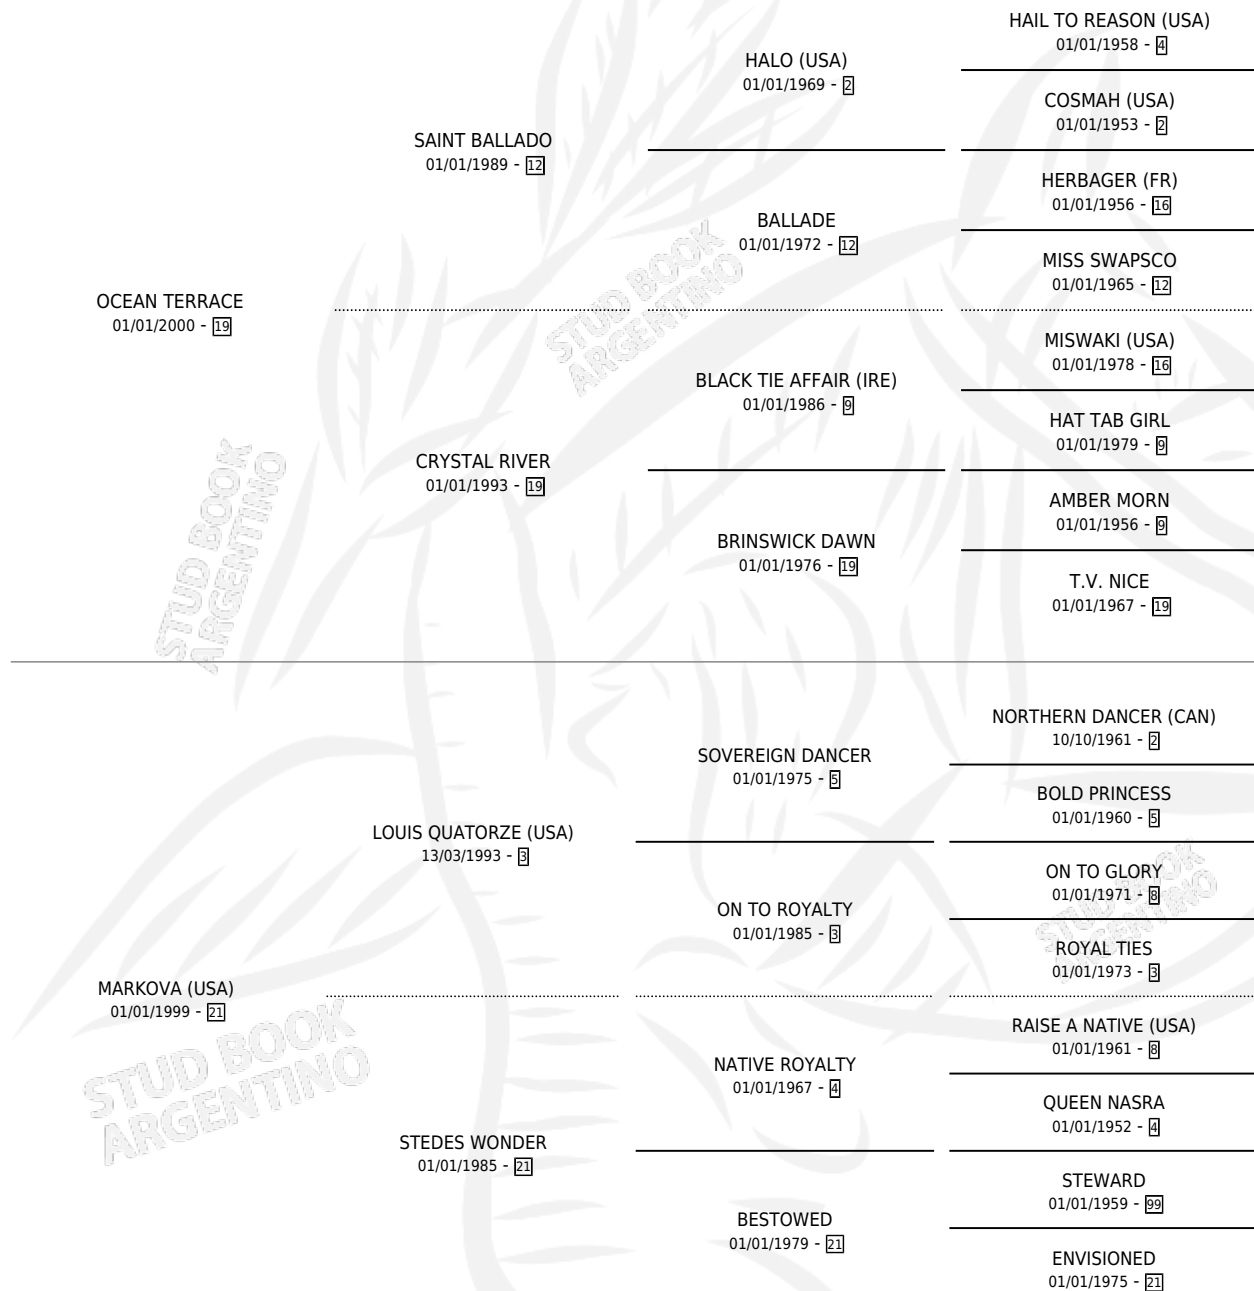 HAIL TO REASON (USA)
01/01/1958 - 4
HALO (USA)
01/01/1969 - 2
COSMAH (USA)
01/01/1953 - 2
SAINT BALLADO
01/01/1989 - 12
HERBAGER (FR)
01/01/1956 - 16
BALLADE
01/01/1972 - 12
MISS SWAPSCO
01/01/1965 - 12
OCEAN TERRACE
01/01/2000 - 19
MISWAKI (USA)
01/01/1978 - 16
BLACK TIE AFFAIR (IRE)
01/01/1986 - 9
HAT TAB GIRL
01/01/1979 - 9
CRYSTAL RIVER
01/01/1993 - 19
AMBER MORN
01/01/1956 - 9
BRINSWICK DAWN
01/01/1976 - 19
T.V. NICE
01/01/1967 - 19
NORTHERN DANCER (CAN)
10/10/1961 - 2
SOVEREIGN DANCER
01/01/1975 - 5
BOLD PRINCESS
01/01/1960 - 5
LOUIS QUATORZE (USA)
13/03/1993 - 3
ON TO GLORY
01/01/1971 - 8
ON TO ROYALTY
01/01/1985 - 3
ROYAL TIES
01/01/1973 - 3
MARKOVA (USA)
01/01/1999 - 21
RAISE A NATIVE (USA)
01/01/1961 - 8
NATIVE ROYALTY
01/01/1967 - 4
QUEEN NASRA
01/01/1952 - 4
STEDES WONDER
01/01/1985 - 21
STEWARD
01/01/1959 - 99
BESTOWED
01/01/1979 - 21
ENVISIONED
01/01/1975 - 21
STUD BOOK
ARGENTINO
STUD BOOK
ARGENTINO
STUD BOOK
ARGENTINO
STUD BOOK
ARGENTINO